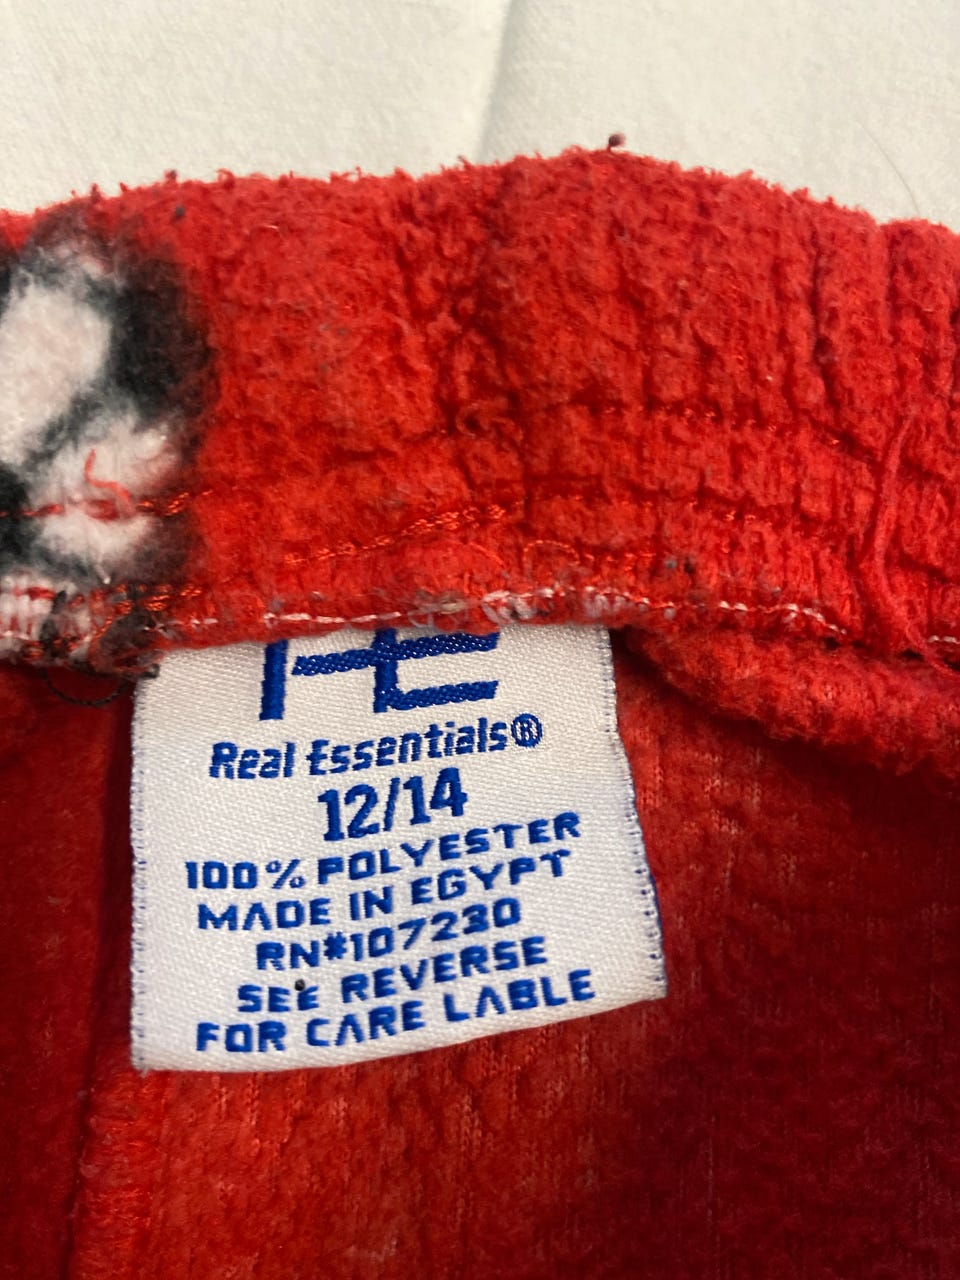 RE
Real Essentials®
12/14
100% POLYESTER
MADE IN EGYPT
RN#107230
SEE REVERSE
FOR CARE LABLE